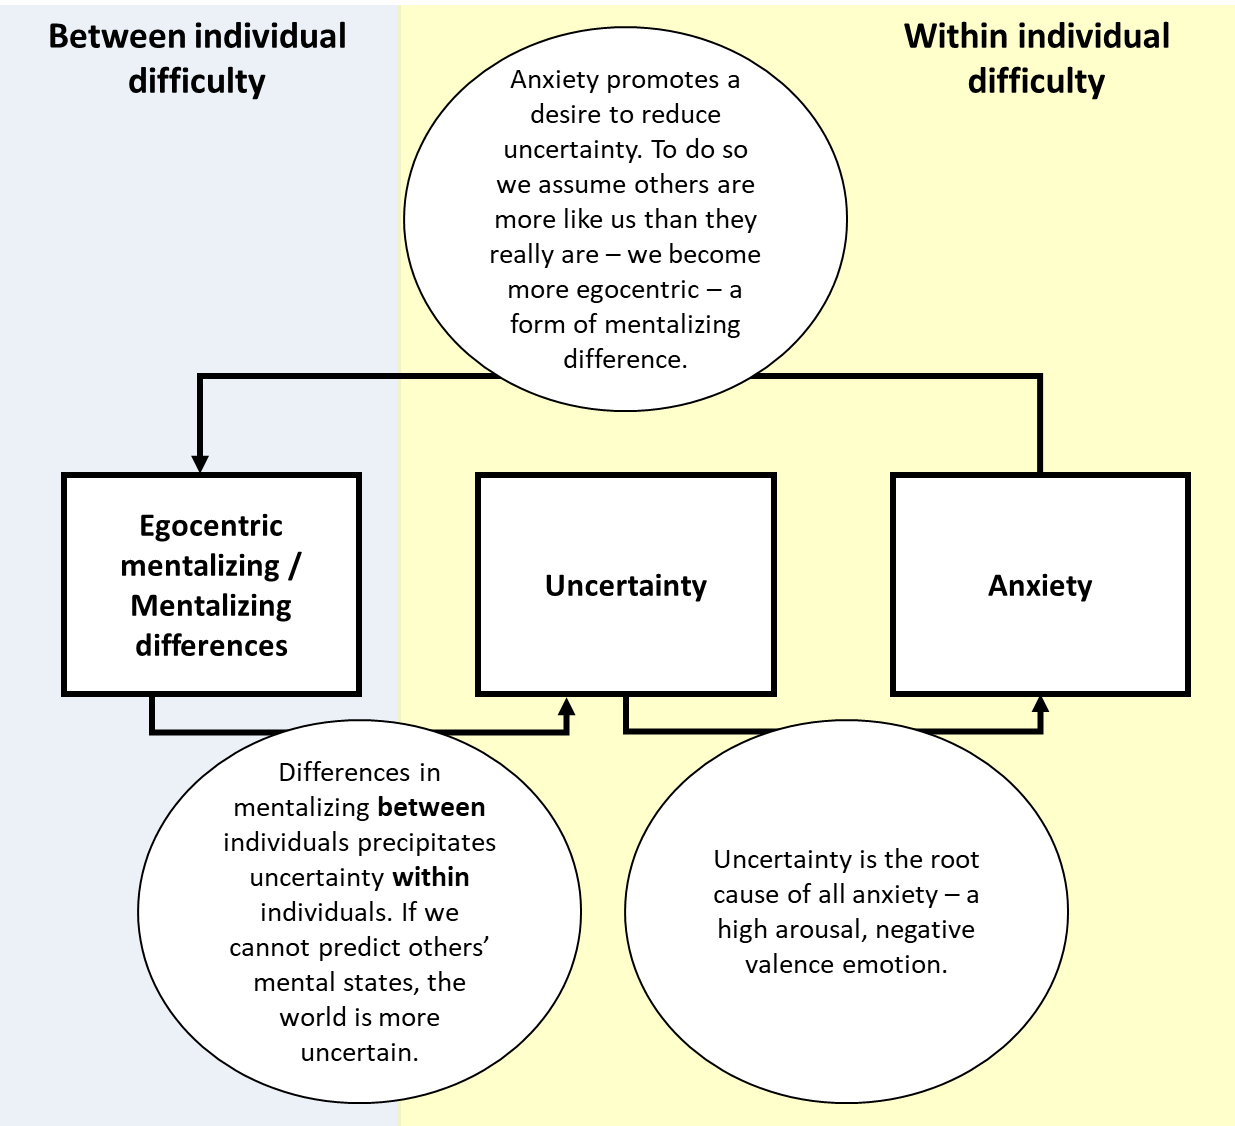 Between individual
difficulty
Within individual
difficulty
Anxiety promotes a
desire to reduce
uncertainty. To do so
we assume others are
more like us than they
really are – we become
more egocentric – a
form of mentalizing
difference.
Egocentric
mentalizing /
Mentalizing
differences
Uncertainty
Anxiety
Differences in
mentalizing between
individuals precipitates
uncertainty within
individuals. If we
cannot predict others’
mental states, the
world is more
uncertain.
Uncertainty is the root
cause of all anxiety – a
high arousal, negative
valence emotion.